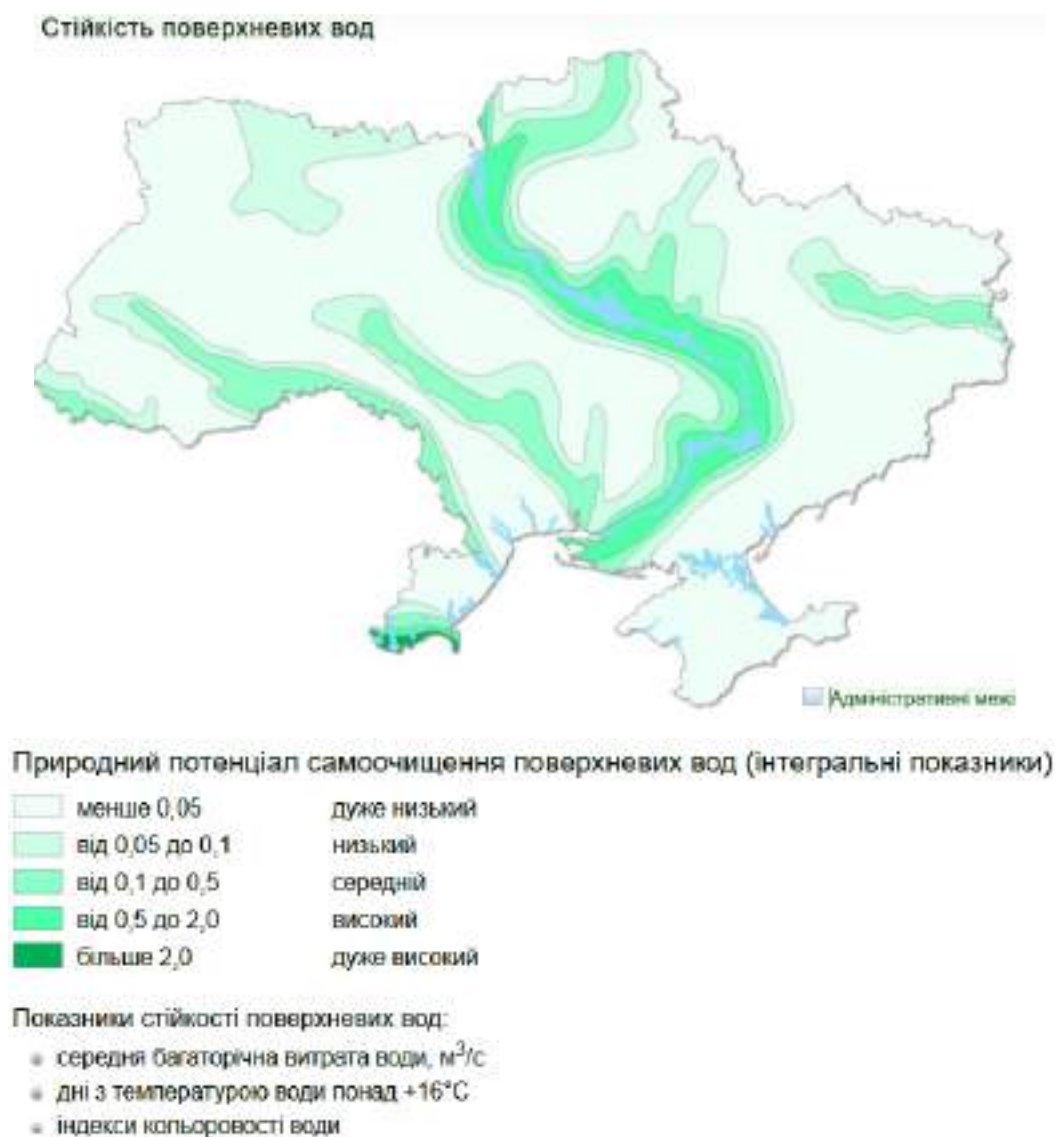 Стійкість поверхневих вод
Адміністративні межі
Природний потенціал самоочищення поверхневих вод (інтегральні показники)
менше 0,05 дуже низький
від 0,05 до 0,1 низький
від 0,1 до 0,5 середній
від 0,5 до 2,0 високий
більше 2,0 дуже високий
Показники стійкості поверхневих вод:
середня багаторічна витрата води, м³/с
дні з температурою води понад +16°C
індекси кольоровості води